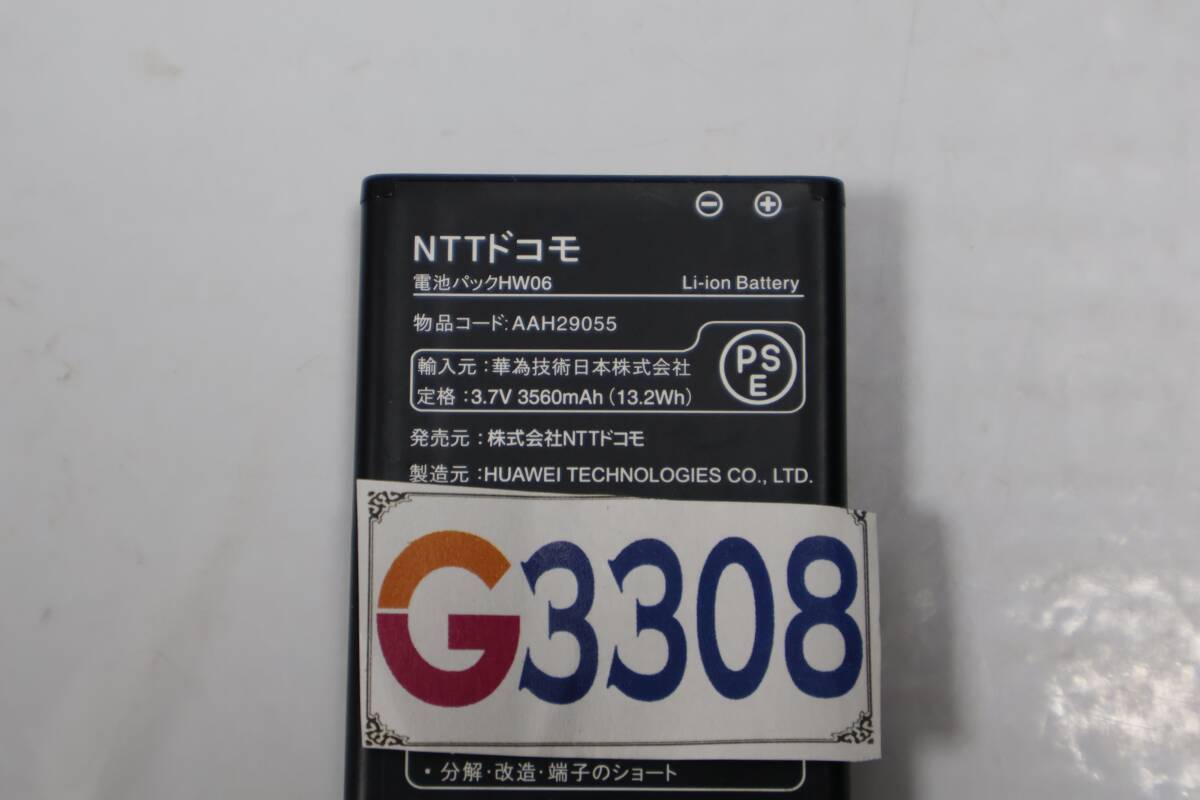 NTTドコモ
電池パックHW06 Li-ion Battery
物品コード:AAH29055
輸入元:華為技術日本株式会社
定格:3.7V 3560mAh (13.2Wh)
PSE
発売元:株式会社NTTドコモ
製造元:HUAWEI TECHNOLOGIES CO., LTD.
G3308
・分解・改造・端子のショート